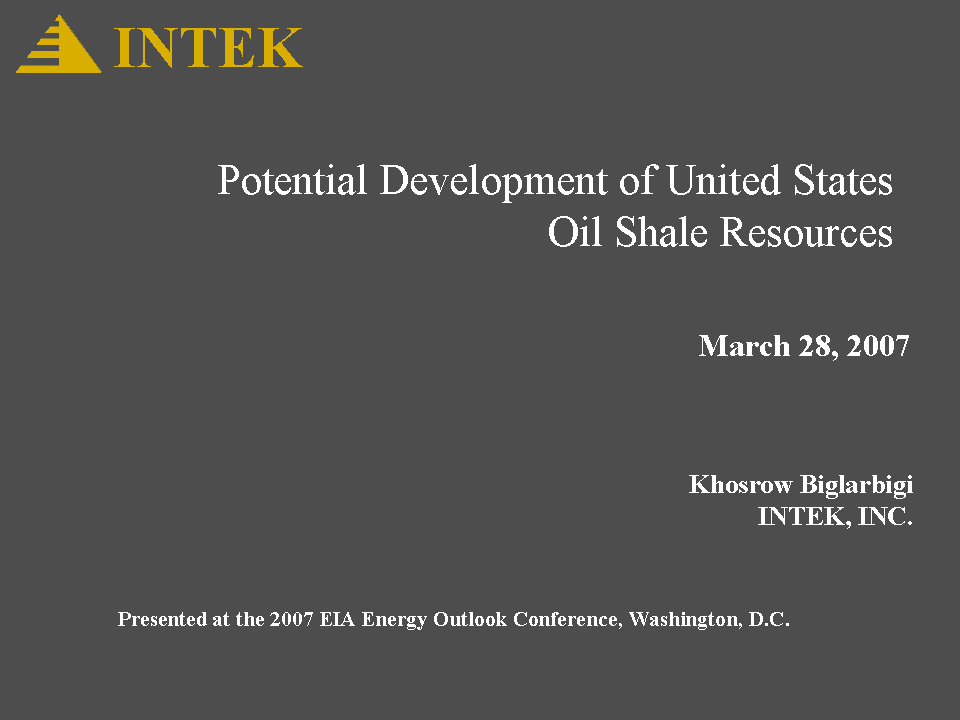 INTEK
Potential Development of United States
Oil Shale Resources
March 28, 2007
Khosrow Biglarbigi
INTEK, INC.
Presented at the 2007 EIA Energy Outlook Conference, Washington, D.C.